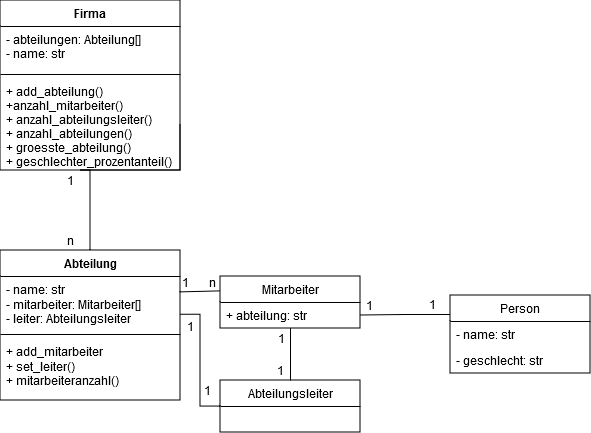 Firma
- abteilungen: Abteilung[]
- name: str
+ add_abteilung()
+anzahl_mitarbeiter()
+ anzahl_abteilungsleiter()
+ anzahl_abteilungen()
+ groesste_abteilung()
+ geschlechter_prozentanteil()
1
n
Abteilung
- name: str
- mitarbeiter: Mitarbeiter[]
- leiter: Abteilungsleiter
+ add_mitarbeiter
+ set_leiter()
+ mitarbeiteranzahl()
1
n
1
1
Mitarbeiter
+ abteilung: str
1
1
1
1
Person
- name: str
- geschlecht: str
Abteilungsleiter